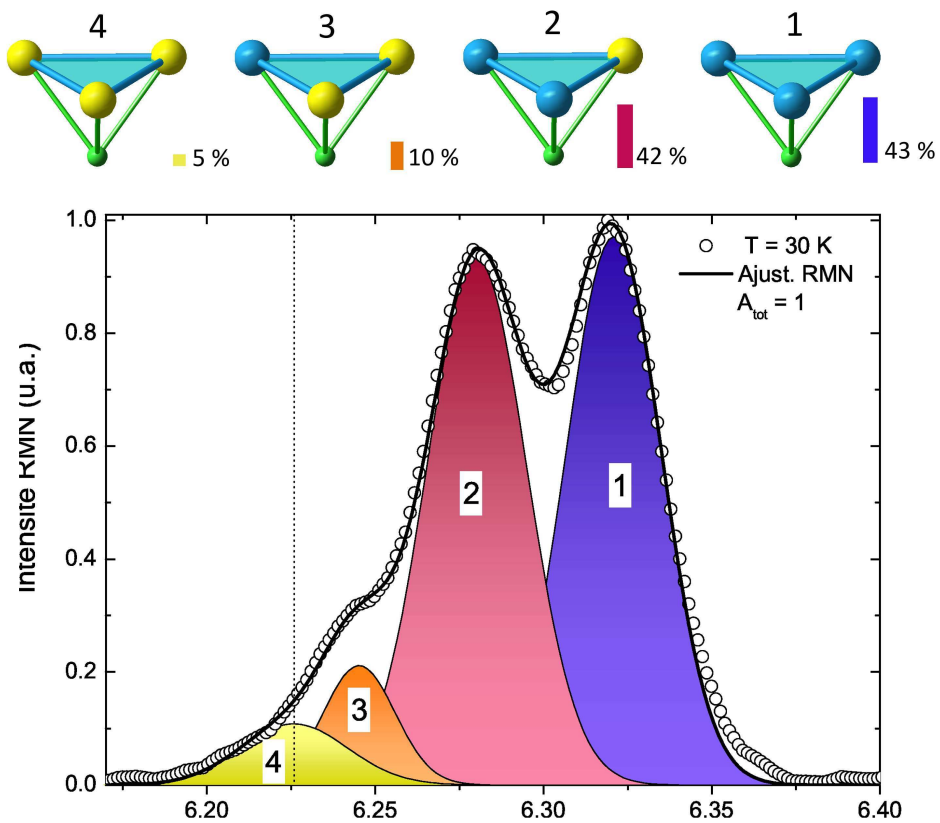 4 3 2 1
5 % 10 % 42 % 43 %
T = 30 K
Ajust. RMN
A_tot = 1
Intensite RMN (u.a.)
1.0
0.8
0.6
0.4
0.2
0.0
2
1
3
4
6.20 6.25 6.30 6.35 6.40